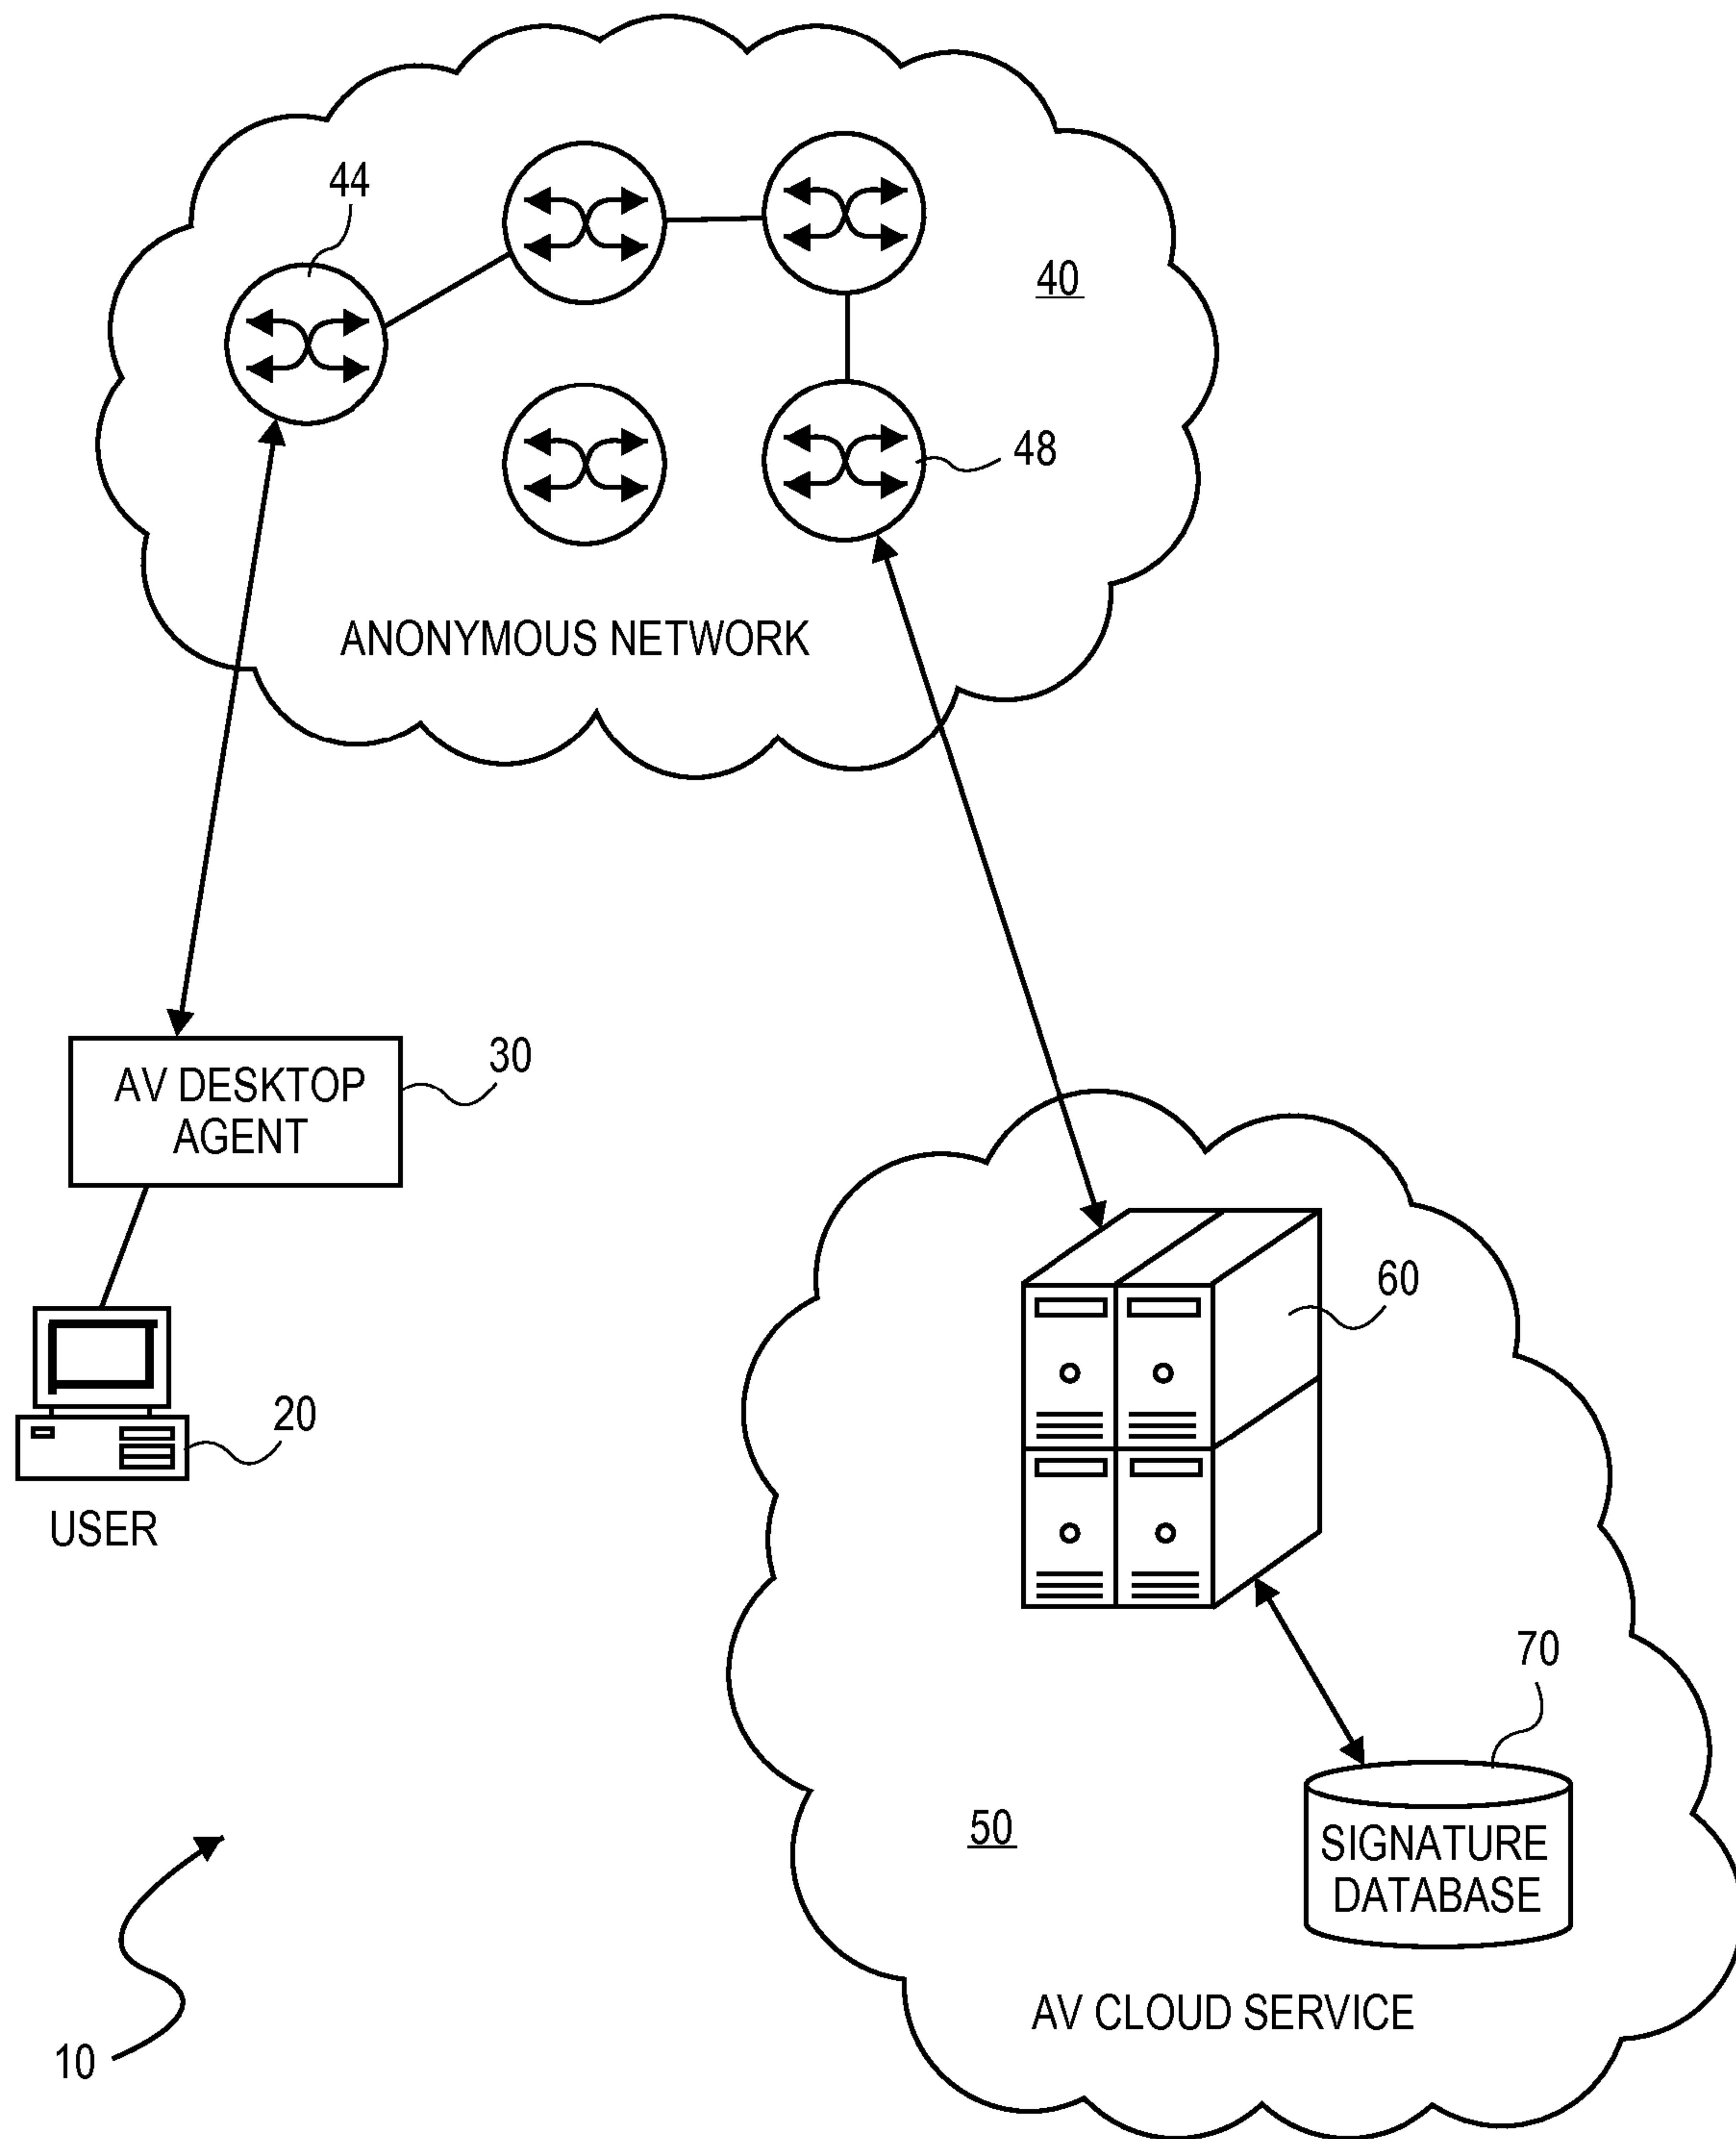 44
40
48
ANONYMOUS NETWORK
30
AV DESKTOP
AGENT
60
20
USER
70
50
SIGNATURE
DATABASE
AV CLOUD SERVICE
10